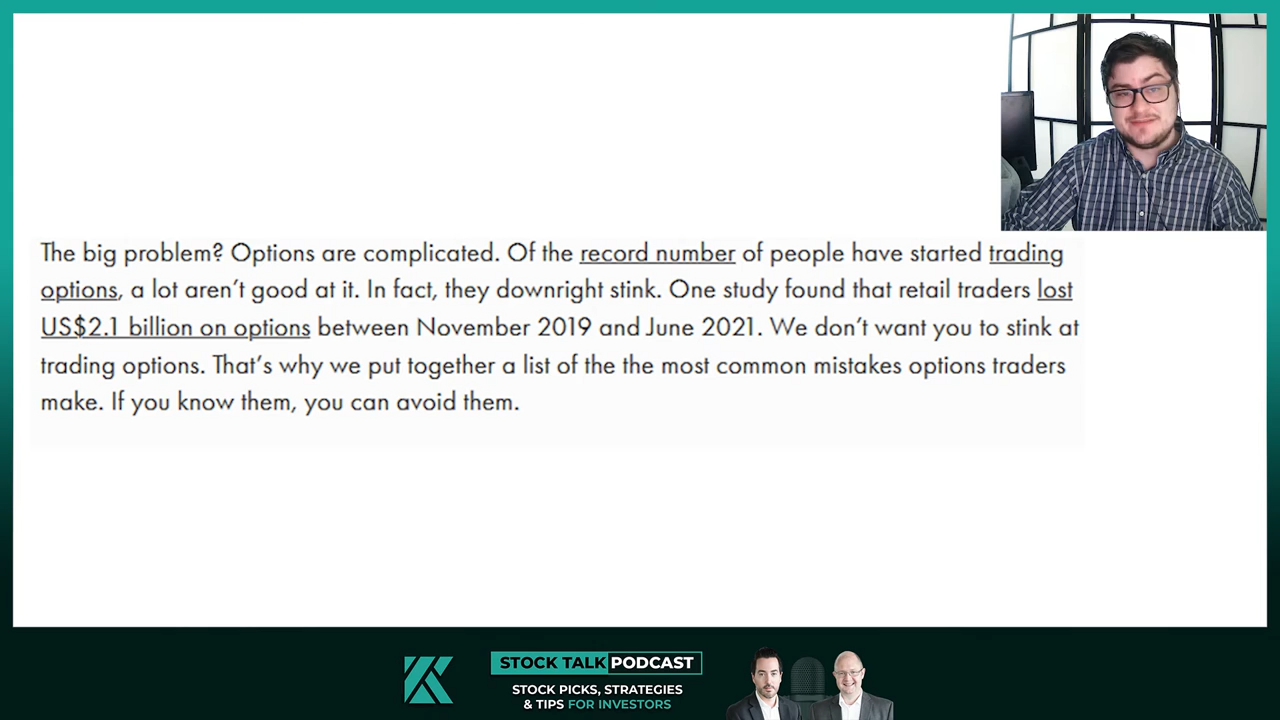 The big problem? Options are complicated. Of the record number of people have started trading
options, a lot aren't good at it. In fact, they downright stink. One study found that retail traders lost
US$2.1 billion on options between November 2019 and June 2021. We don't want you to stink at
trading options. That's why we put together a list of the the most common mistakes options traders
make. If you know them, you can avoid them.
STOCK TALK PODCAST
STOCK PICKS, STRATEGIES
& TIPS FOR INVESTORS